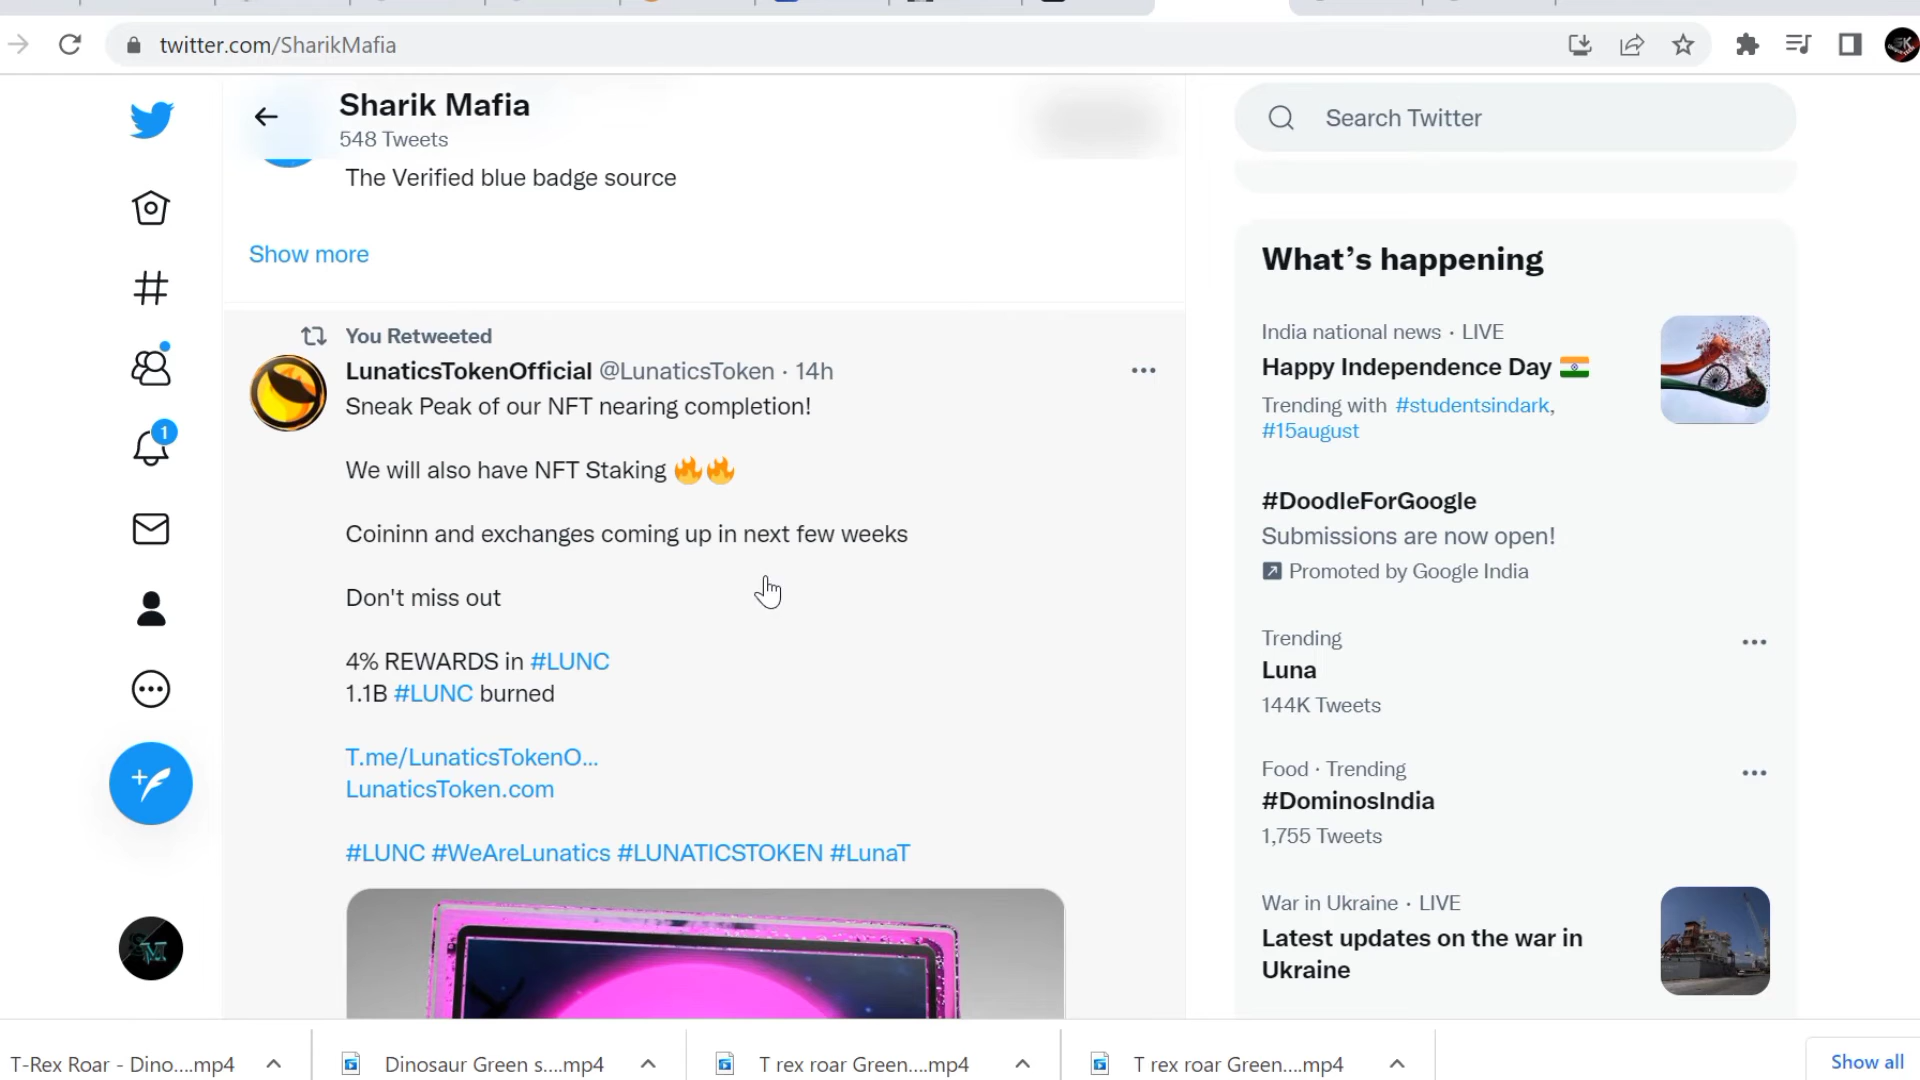 twitter.com/SharikMafia
Sharik Mafia
548 Tweets
The Verified blue badge source
Show more
You Retweeted
LunaticsTokenOfficial @LunaticsToken · 14h
Sneak Peak of our NFT nearing completion!
We will also have NFT Staking 🔥🔥
Coininn and exchanges coming up in next few weeks
Don't miss out
4% REWARDS in #LUNC
1.1B #LUNC burned
T.me/LunaticsTokenO...
LunaticsToken.com
#LUNC #WeAreLunatics #LUNATICSTOKEN #LunaT
1
Search Twitter
What's happening
India national news · LIVE
Happy Independence Day 🇮🇳
Trending with #studentsindark,
#15august
#DoodleForGoogle
Submissions are now open!
Promoted by Google India
Trending
Luna
144K Tweets
Food · Trending
#DominosIndia
1,755 Tweets
War in Ukraine · LIVE
Latest updates on the war in
Ukraine
T-Rex Roar - Dino....mp4
Dinosaur Green s....mp4
T rex roar Green....mp4
T rex roar Green....mp4
Show all